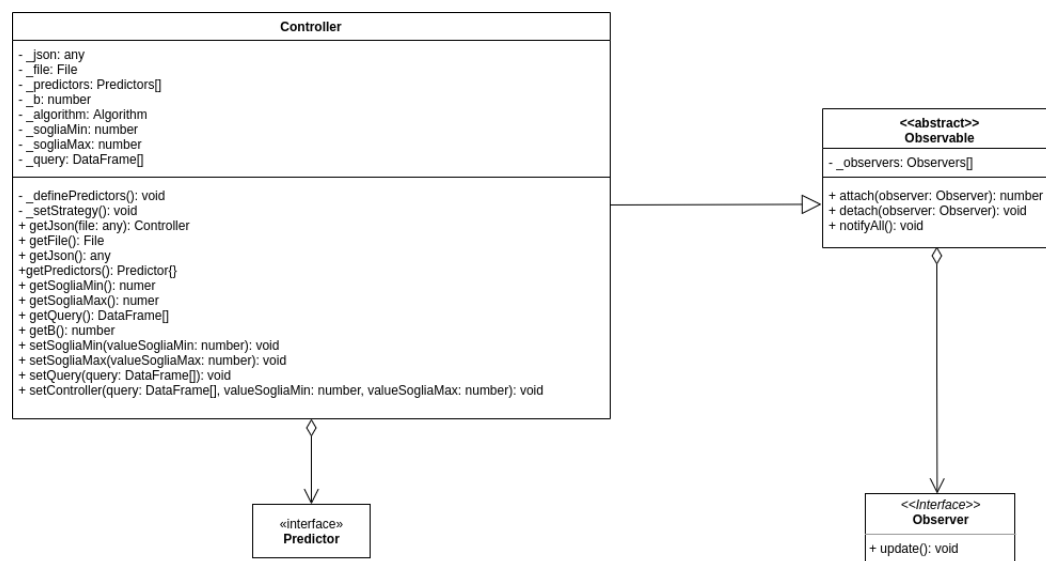 Controller
- _json: any
- _file: File
- _predictors: Predictors[]
- _b: number
- _algorithm: Algorithm
- _sogliaMin: number
- _sogliaMax: number
- _query: DataFrame[]
- _definePredictors(): void
- _setStrategy(): void
+ getJson(file: any): Controller
+ getFile(): File
+ getJson(): any
+getPredictors(): Predictor{}
+ getSogliaMin(): numer
+ getSogliaMax(): numer
+ getQuery(): DataFrame[]
+ getB(): number
+ setSogliaMin(valueSogliaMin: number): void
+ setSogliaMax(valueSogliaMax: number): void
+ setQuery(query: DataFrame[]): void
+ setController(query: DataFrame[], valueSogliaMin: number, valueSogliaMax: number): void
<<abstract>>
Observable
- _observers: Observers[]
+ attach(observer: Observer): number
+ detach(observer: Observer): void
+ notifyAll(): void
«interface»
Predictor
<<Interface>>
Observer
+ update(): void